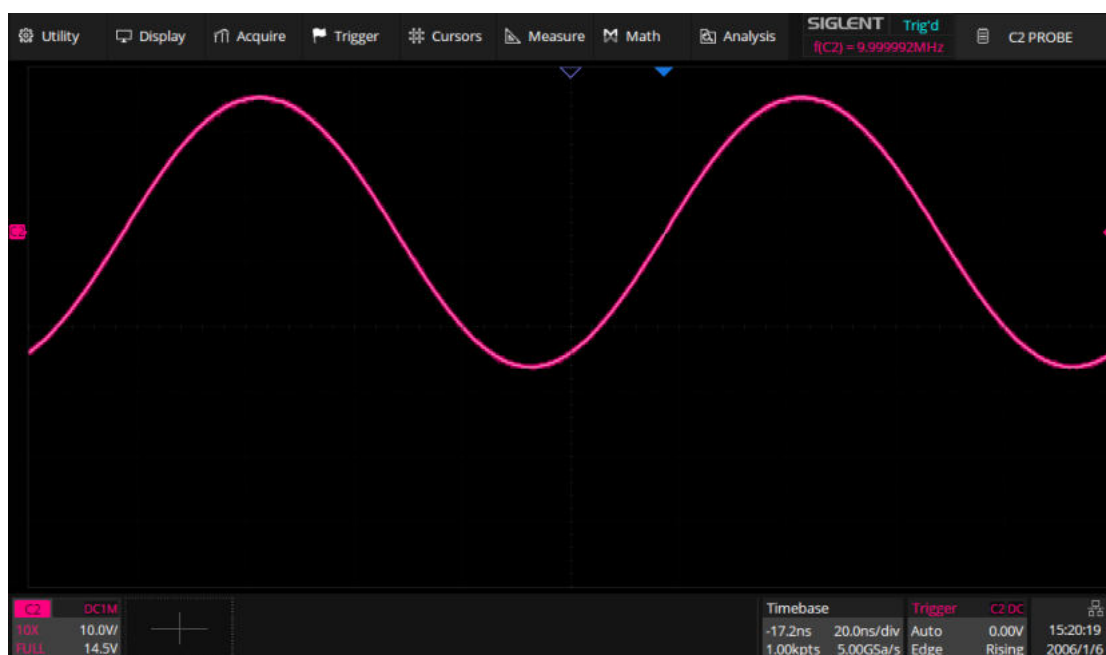 Utility Display Acquire Trigger Cursors Measure Math Analysis SIGLENT Trig'd C2 PROBE
f(C2) = 9.999992MHz
C2
C2 DC1M
10X 10.0V/
FULL 14.5V
Timebase
-17.2ns 20.0ns/div
1.00kpts 5.00GSa/s
Trigger C2 DC
Auto 0.00V
Edge Rising
15:20:19
2006/1/6